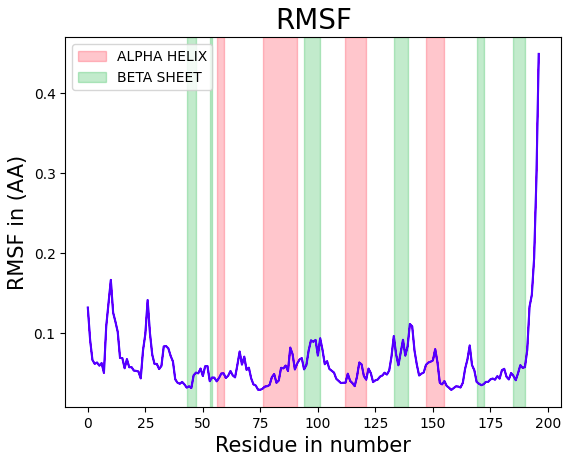 RMSF
ALPHA HELIX
BETA SHEET
RMSF in (AA)
0.4
0.3
0.2
0.1
0 25 50 75 100 125 150 175 200
Residue in number